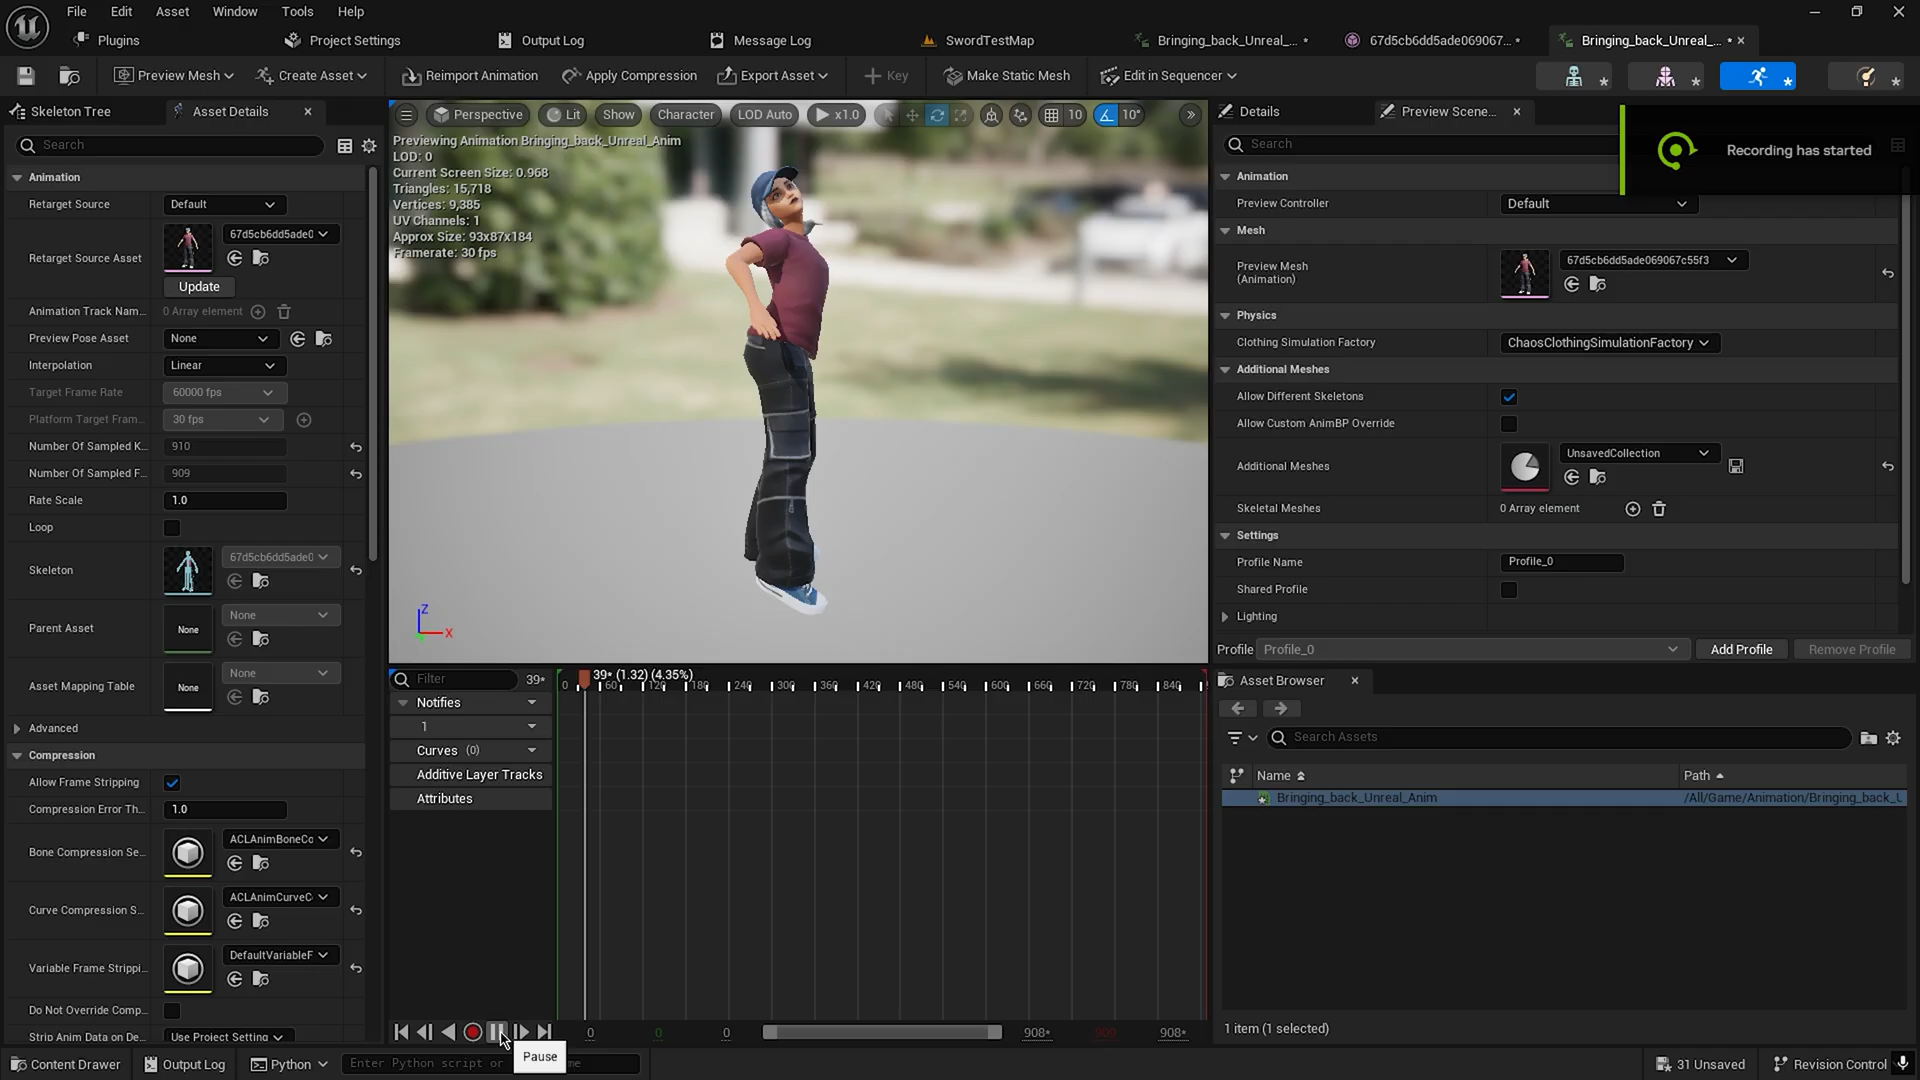 File Edit Asset Window Tools Help
Plugins Project Settings Output Log Message Log SwordTestMap Bringing_back_Unreal_... * 67d5cb6dd5ade069067... * Bringing_back_Unreal_... *
Preview Mesh Create Asset Reimport Animation Apply Compression Export Asset Key Make Static Mesh Edit in Sequencer
Skeleton Tree Asset Details
Search
Animation
Retarget Source Default
67d5cb6dd5ade0
Retarget Source Asset
Update
Animation Track Nam... 0 Array element
Preview Pose Asset None
Interpolation Linear
Target Frame Rate 60000 fps
Platform Target Fram... 30 fps
Number Of Sampled K... 910
Number Of Sampled F... 909
Rate Scale 1.0
Loop
67d5cb6dd5ade0
Skeleton
None
Parent Asset None
None
Asset Mapping Table None
Advanced
Compression
Allow Frame Stripping
Compression Error Th... 1.0
ACLAnimBoneCo
Bone Compression Se...
ACLAnimCurveC
Curve Compression S...
DefaultVariableF
Variable Frame Strippi...
Do Not Override Comp...
Strip Anim Data on De... Use Project Setting
Perspective Lit Show Character LOD Auto x1.0 10 10°
Previewing Animation Bringing_back_Unreal_Anim
LOD: 0
Current Screen Size: 0.968
Triangles: 15,718
Vertices: 9,385
UV Channels: 1
Approx Size: 93x87x184
Framerate: 30 fps
Z
X
Filter 39*
39* (1.32) (4.35%)
0 60 120 180 240 300 360 420 480 540 600 660 720 780 840
Notifies
1
Curves (0)
Additive Layer Tracks
Attributes
0 0 0 908* 909 908*
Pause
Details Preview Scene...
Search
Recording has started
Animation
Preview Controller Default
Mesh
Preview Mesh
(Animation)
67d5cb6dd5ade069067c55f3
Physics
Clothing Simulation Factory ChaosClothingSimulationFactory
Additional Meshes
Allow Different Skeletons
Allow Custom AnimBP Override
Additional Meshes UnsavedCollection
Skeletal Meshes 0 Array element
Settings
Profile Name Profile_0
Shared Profile
Lighting
Profile Profile_0 Add Profile Remove Profile
Asset Browser
Search Assets
Name Path
Bringing_back_Unreal_Anim /All/Game/Animation/Bringing_back_U
1 item (1 selected)
Content Drawer Output Log Python Enter Python script or me 31 Unsaved Revision Control